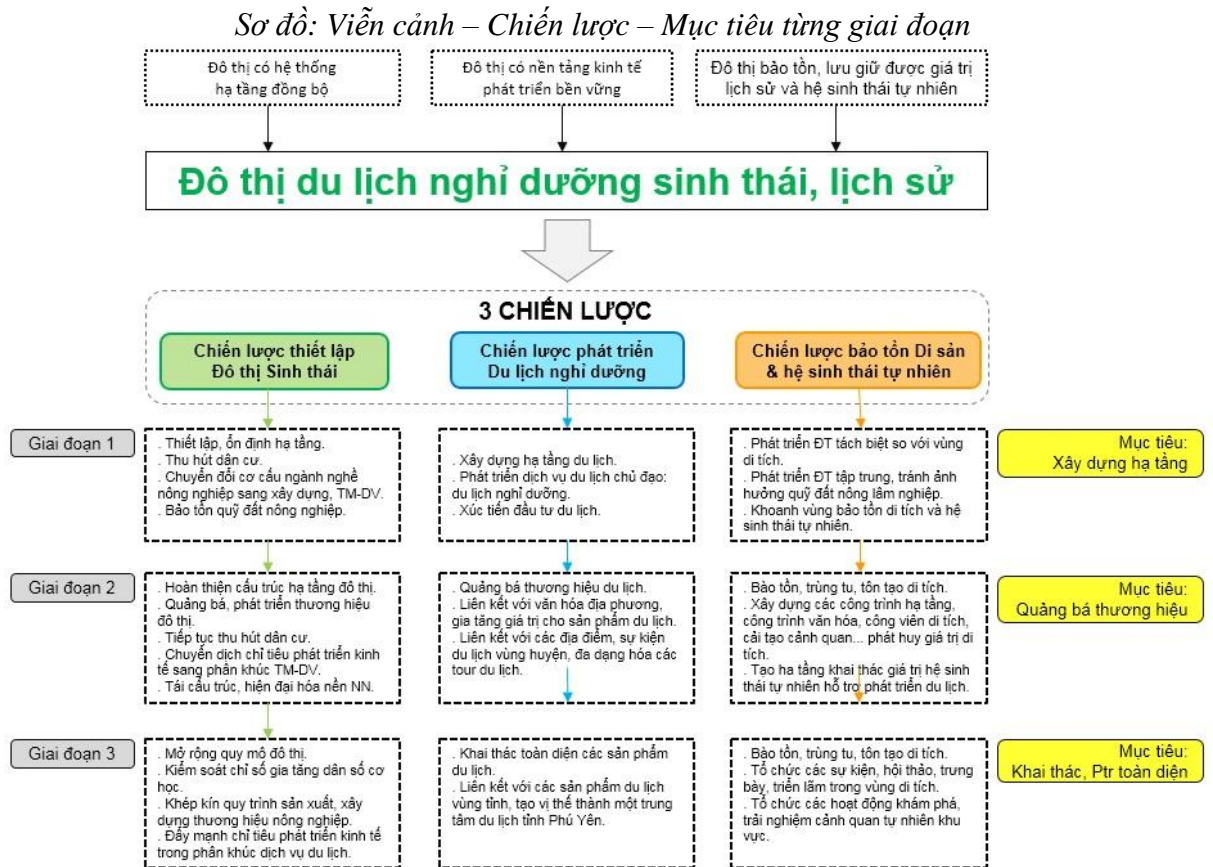 Sơ đồ: Viễn cảnh – Chiến lược – Mục tiêu từng giai đoạn
Đô thị có hệ thống
hạ tầng đồng bộ
Đô thị có nền tảng kinh tế
phát triển bền vững
Đô thị bảo tồn, lưu giữ được giá trị
lịch sử và hệ sinh thái tự nhiên
Đô thị du lịch nghỉ dưỡng sinh thái, lịch sử
3 CHIẾN LƯỢC
Chiến lược thiết lập
Đô thị Sinh thái
Chiến lược phát triển
Du lịch nghỉ dưỡng
Chiến lược bảo tồn Di sản
& hệ sinh thái tự nhiên
Giai đoạn 1
. Thiết lập, ổn định hạ tầng.
. Thu hút dân cư.
. Chuyển đổi cơ cấu ngành nghề
nông nghiệp sang xây dựng, TM-DV.
. Bảo tồn quỹ đất nông nghiệp.
. Xây dựng hạ tầng du lịch.
. Phát triển dịch vụ du lịch chủ đạo:
du lịch nghỉ dưỡng.
. Xúc tiến đầu tư du lịch.
. Phát triển ĐT tách biệt so với vùng
di tích.
. Phát triển ĐT tập trung, tránh ảnh
hưởng quỹ đất nông lâm nghiệp.
. Khoanh vùng bảo tồn di tích và hệ
sinh thái tự nhiên.
Mục tiêu:
Xây dựng hạ tầng
Giai đoạn 2
. Hoàn thiện cấu trúc hạ tầng đô thị.
. Quảng bá, phát triển thương hiệu
đô thị.
. Tiếp tục thu hút dân cư.
. Chuyển dịch chỉ tiêu phát triển kinh
tế sang phân khúc TM-DV.
. Tái cấu trúc, hiện đại hóa nền NN.
. Quảng bá thương hiệu du lịch.
. Liên kết với văn hóa địa phương,
gia tăng giá trị cho sản phẩm du lịch.
. Liên kết với các địa điểm, sự kiện
du lịch vùng huyện, đa dạng hóa các
tour du lịch.
. Bảo tồn, trùng tu, tôn tạo di tích.
. Xây dựng các công trình hạ tầng,
công trình văn hóa, công viên di tích,
cải tạo cảnh quan... phát huy giá trị di
tích.
. Tạo hạ tầng khai thác giá trị hệ sinh
thái tự nhiên hỗ trợ phát triển du lịch.
Mục tiêu:
Quảng bá thương hiệu
Giai đoạn 3
. Mở rộng quy mô đô thị.
. Kiểm soát chỉ số gia tăng dân số cơ
học.
. Khép kín quy trình sản xuất, xây
dựng thương hiệu nông nghiệp.
. Đẩy mạnh chỉ tiêu phát triển kinh tế
trong phân khúc dịch vụ du lịch.
. Khai thác toàn diện các sản phẩm
du lịch.
. Liên kết với các sản phẩm du lịch
vùng tỉnh, tạo vị thế thành một trung
tâm du lịch tỉnh Phú Yên.
. Bảo tồn, trùng tu, tôn tạo di tích.
. Tổ chức các sự kiện, hội thảo, trưng
bày, triển lãm trong vùng di tích.
. Tổ chức các hoạt động khám phá,
trải nghiệm cảnh quan tự nhiên khu
vực.
Mục tiêu:
Khai thác, Ptr toàn diện